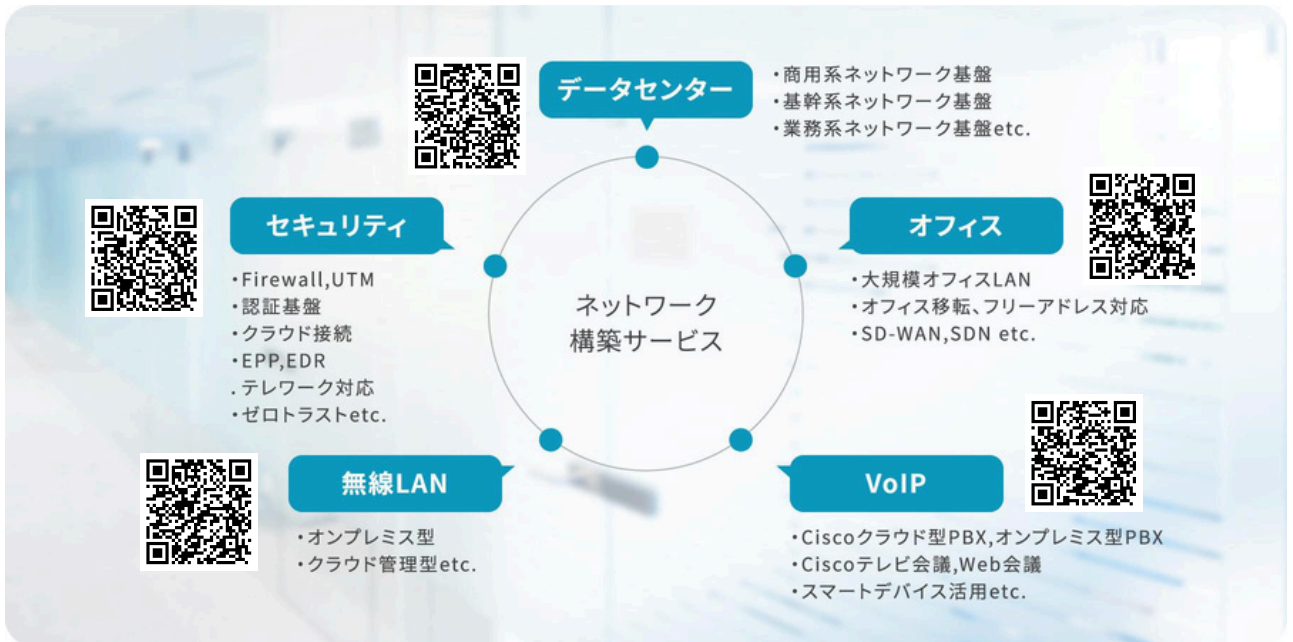 データセンター
・商用系ネットワーク基盤
・基幹系ネットワーク基盤
・業務系ネットワーク基盤etc.
セキュリティ
・Firewall,UTM
・認証基盤
・クラウド接続
・EPP,EDR
.テレワーク対応
・ゼロトラストetc.
オフィス
・大規模オフィスLAN
・オフィス移転、フリーアドレス対応
・SD-WAN,SDN etc.
ネットワーク
構築サービス
無線LAN
・オンプレミス型
・クラウド管理型etc.
VoIP
・Ciscoクラウド型PBX,オンプレミス型PBX
・Ciscoテレビ会議,Web会議
・スマートデバイス活用etc.